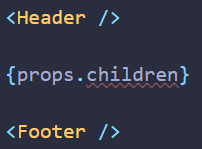 <Header />
{props.children}
<Footer />